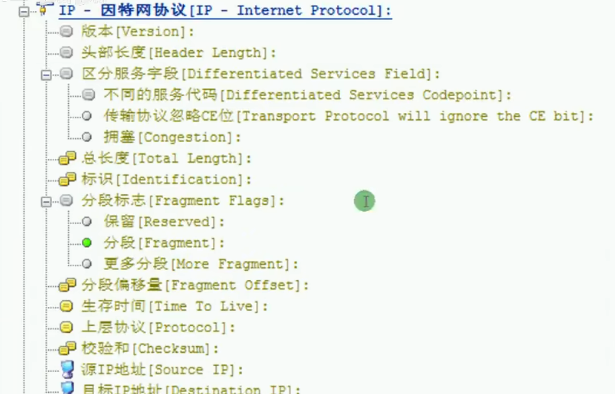 IP - 因特网协议[IP - Internet Protocol]:
版本[Version]:
头部长度[Header Length]:
区分服务字段[Differentiated Services Field]:
不同的服务代码[Differentiated Services Codepoint]:
传输协议忽略CE位[Transport Protocol will ignore the CE bit]:
拥塞[Congestion]:
总长度[Total Length]:
标识[Identification]:
分段标志[Fragment Flags]:
保留[Reserved]:
分段[Fragment]:
更多分段[More Fragment]:
分段偏移量[Fragment Offset]:
生存时间[Time To Live]:
上层协议[Protocol]:
校验和[Checksum]:
源IP地址[Source IP]:
目标IP地址[Destination IP]: